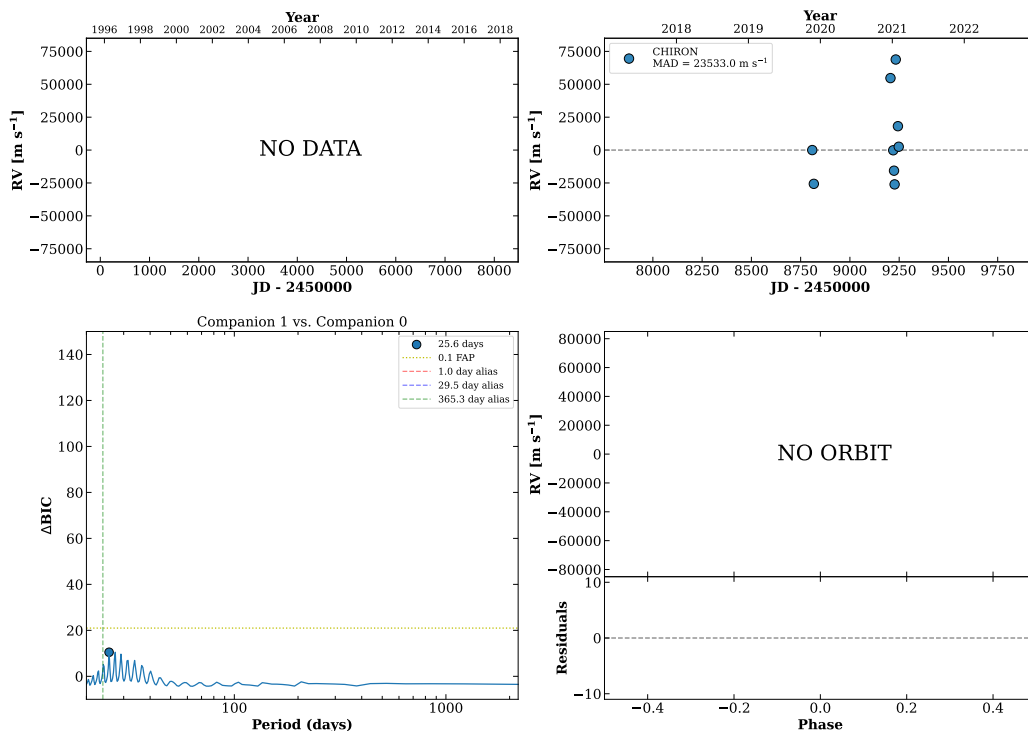 Year
1996 1998 2000 2002 2004 2006 2008 2010 2012 2014 2016 2018
75000
50000
25000
0
−25000
−50000
−75000
RV [m s⁻¹]
NO DATA
0 1000 2000 3000 4000 5000 6000 7000 8000
JD - 2450000
Year
2018 2019 2020 2021 2022
75000
50000
25000
0
−25000
−50000
−75000
RV [m s⁻¹]
CHIRON
MAD = 23533.0 m s⁻¹
8000 8250 8500 8750 9000 9250 9500 9750
JD - 2450000
Companion 1 vs. Companion 0
140
120
100
80
60
40
20
0
ΔBIC
25.6 days
0.1 FAP
1.0 day alias
29.5 day alias
365.3 day alias
100 1000
Period (days)
80000
60000
40000
20000
0
−20000
−40000
−60000
−80000
RV [m s⁻¹]
NO ORBIT
10
0
−10
Residuals
−0.4 −0.2 0.0 0.2 0.4
Phase